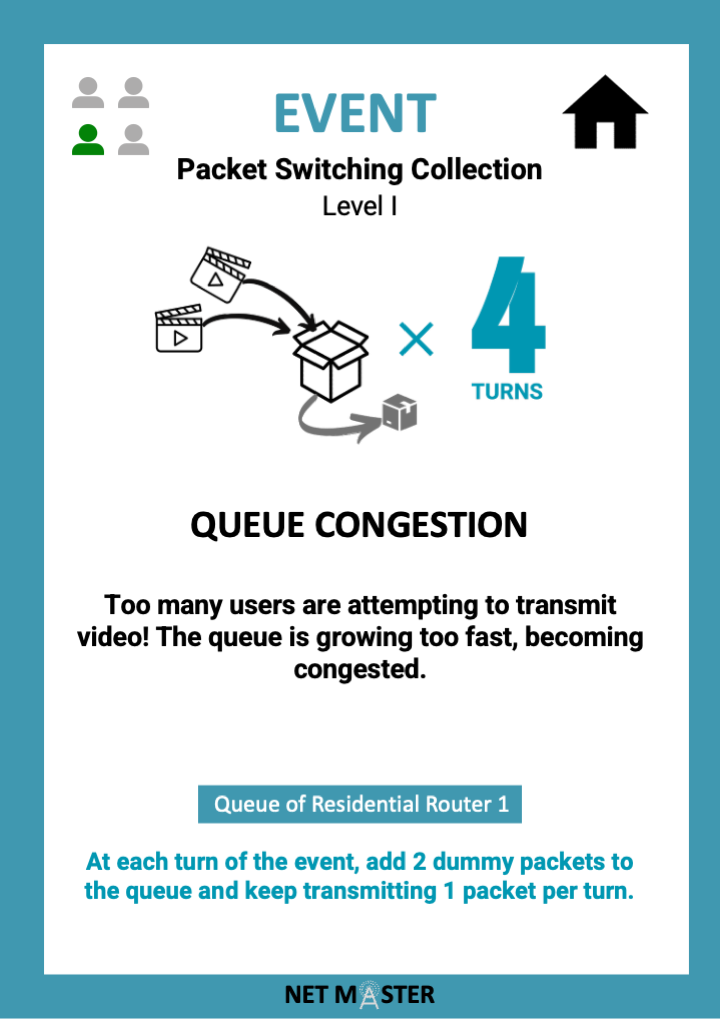 EVENT
Packet Switching Collection
Level I
× 4
TURNS
QUEUE CONGESTION
Too many users are attempting to transmit
video! The queue is growing too fast, becoming
congested.
Queue of Residential Router 1
At each turn of the event, add 2 dummy packets to
the queue and keep transmitting 1 packet per turn.
NET MASTER